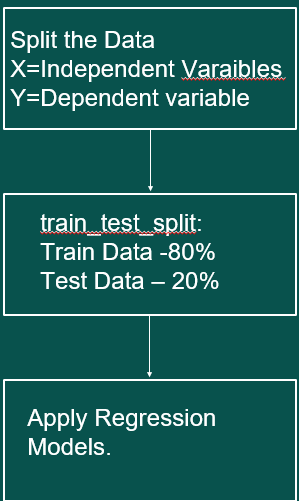 Split the Data
X=Independent Varaibles
Y=Dependent variable
train_test_split:
Train Data -80%
Test Data – 20%
Apply Regression
Models.